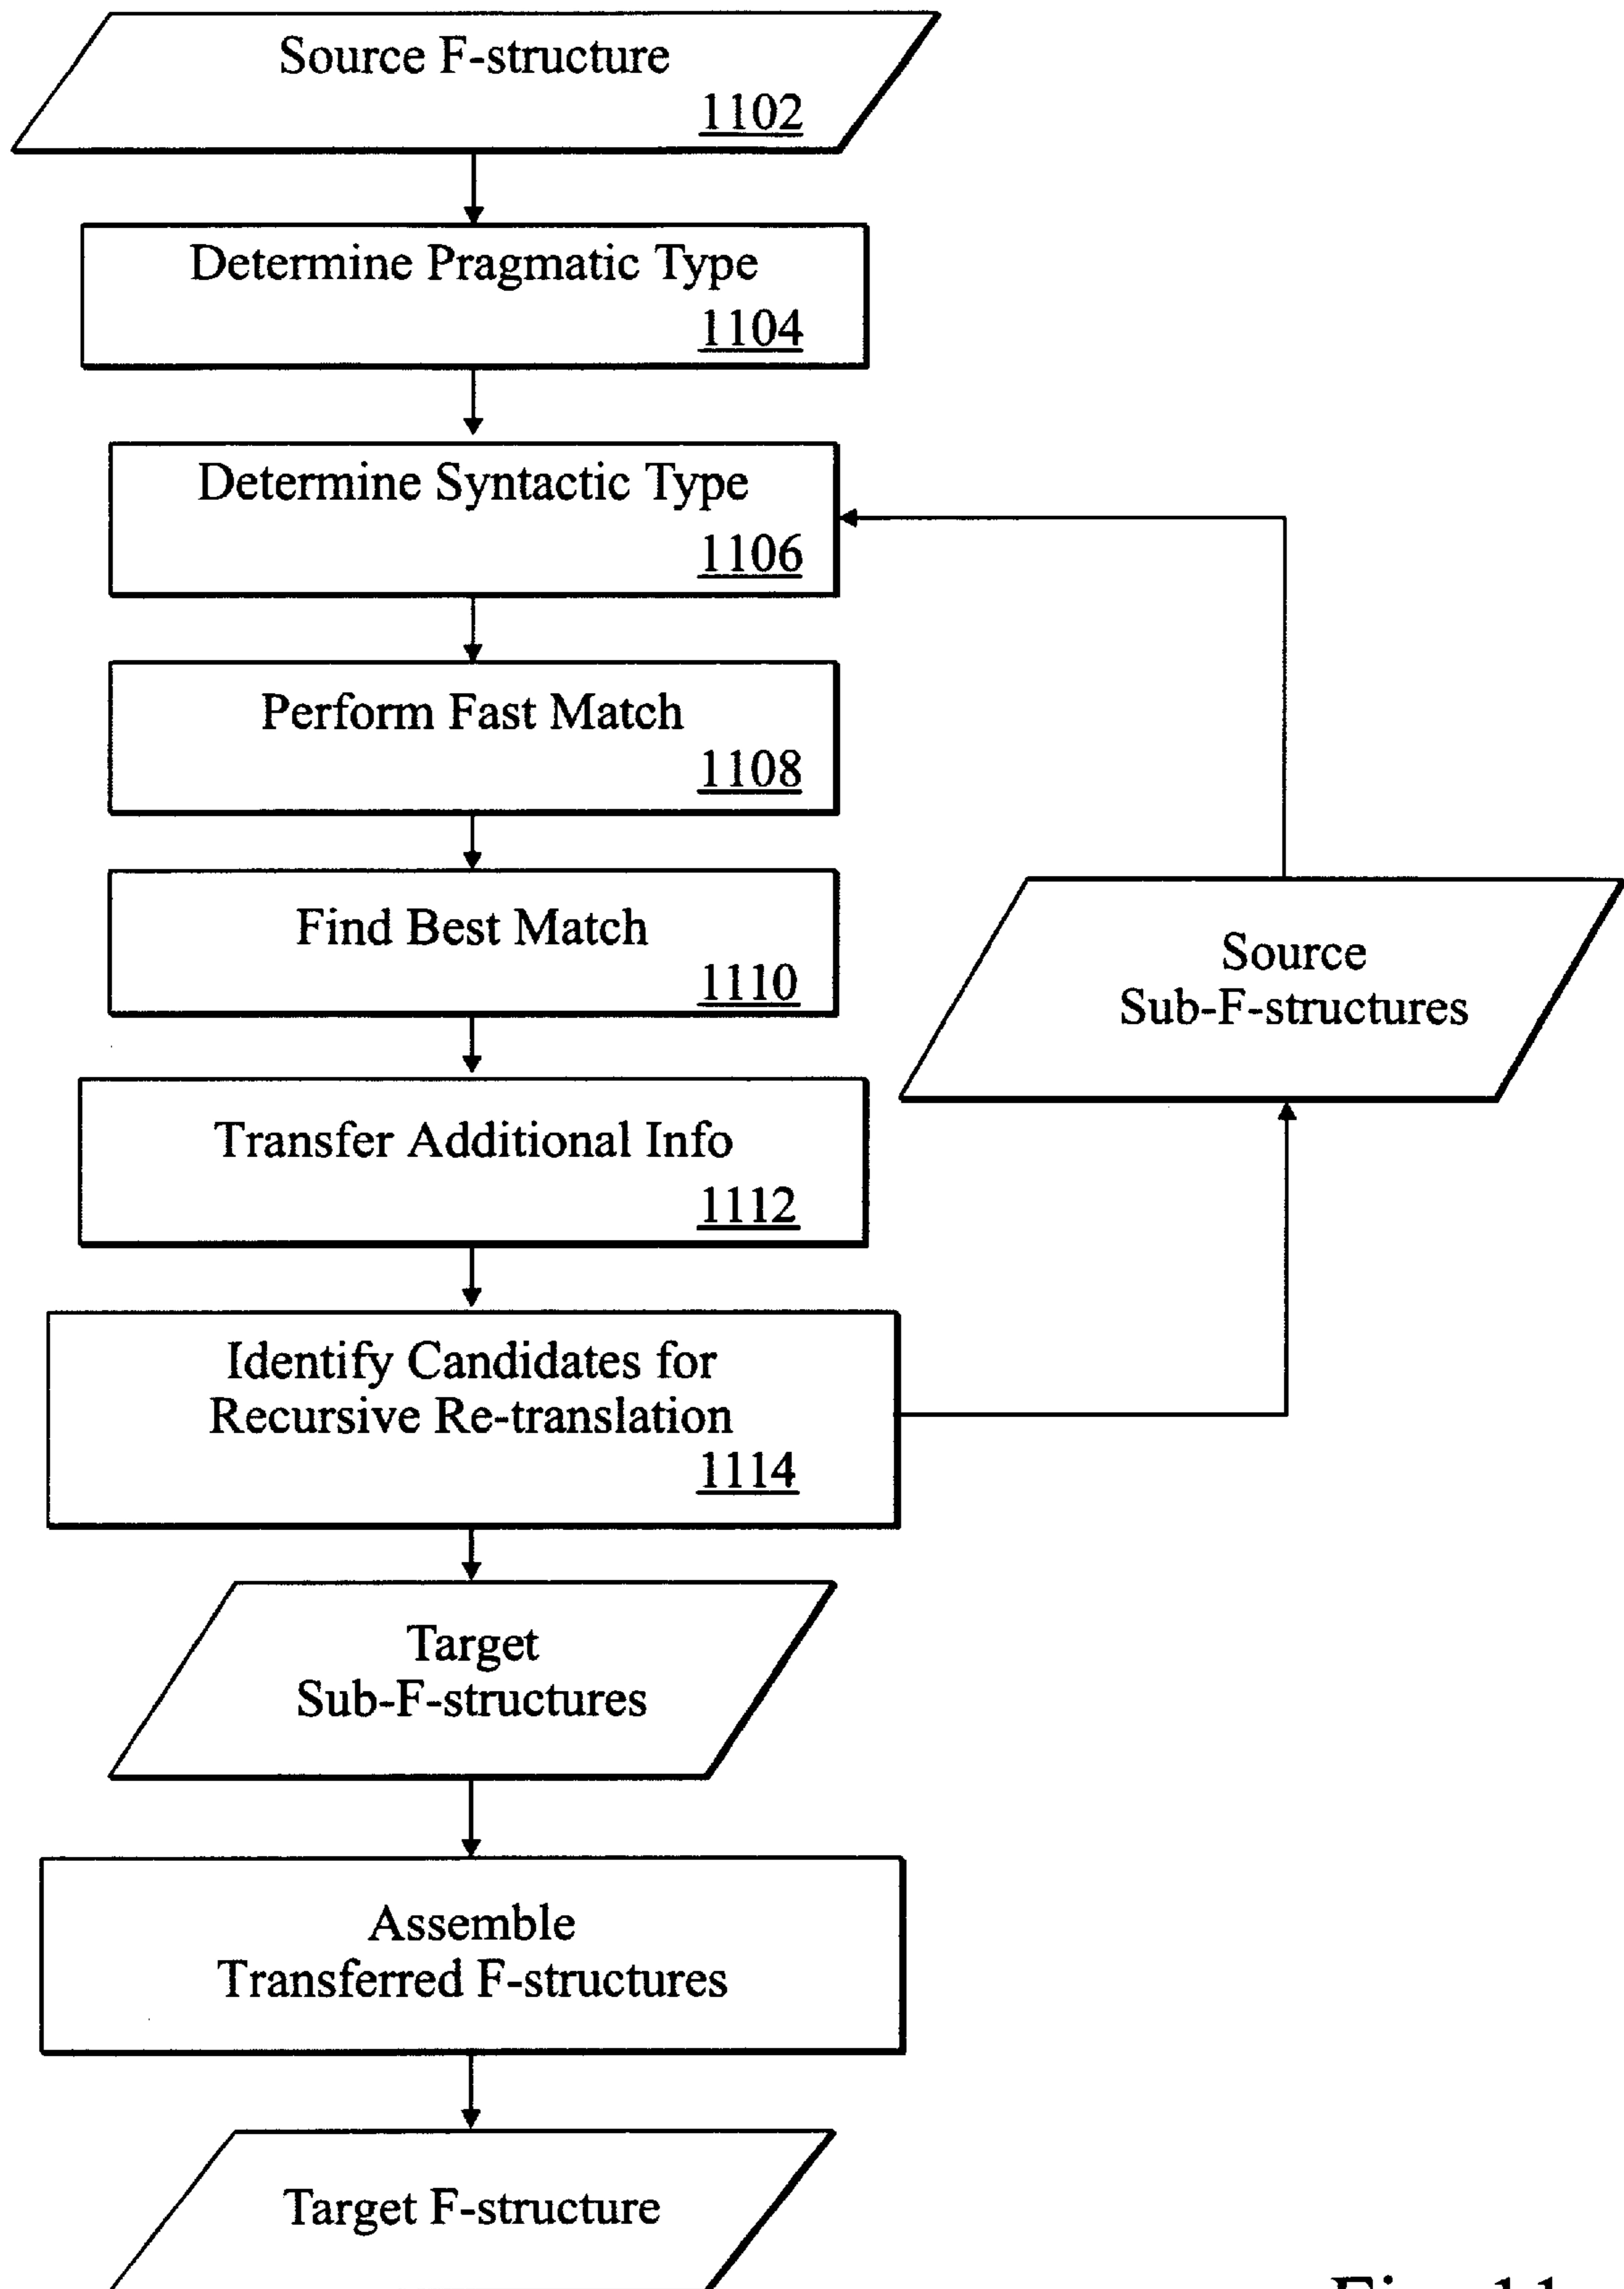 Source F-structure
1102
Determine Pragmatic Type
1104
Determine Syntactic Type
1106
Perform Fast Match
1108
Find Best Match
1110
Source
Sub-F-structures
Transfer Additional Info
1112
Identify Candidates for
Recursive Re-translation
1114
Target
Sub-F-structures
Assemble
Transferred F-structures
Target F-structure
Fig. 11